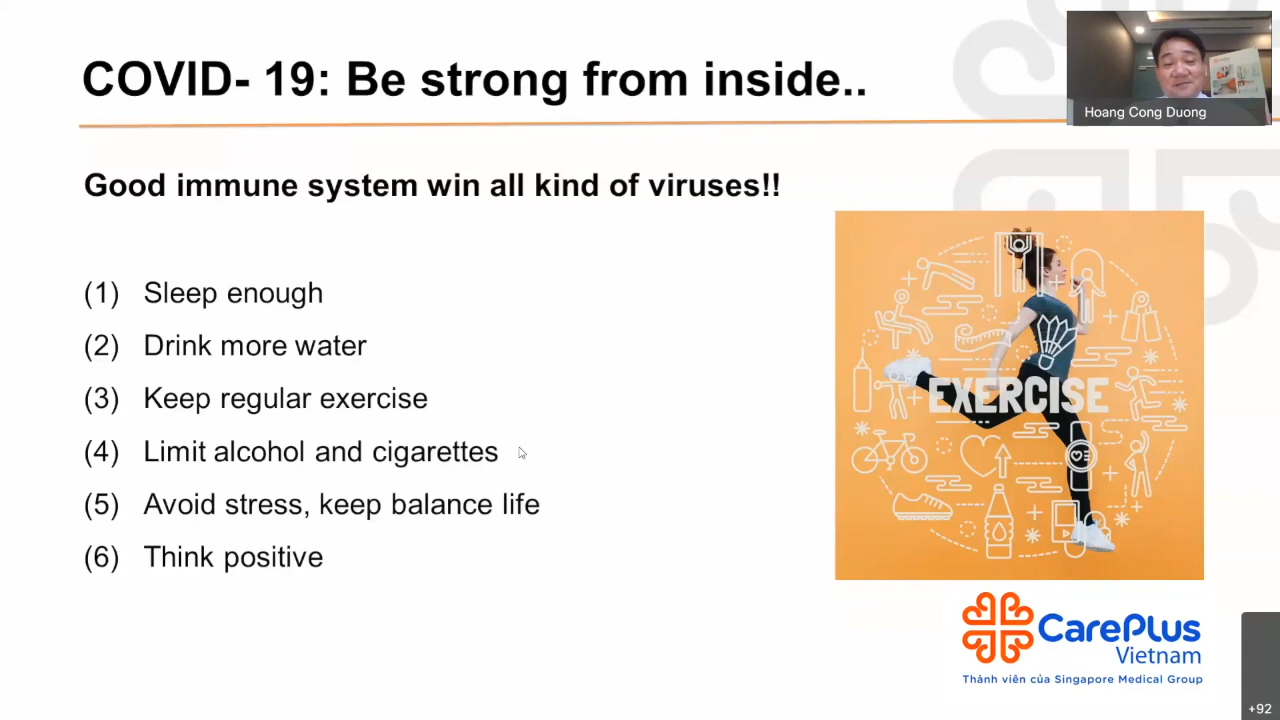 COVID- 19: Be strong from inside..
Hoang Cong Duong
Good immune system win all kind of viruses!!
(1) Sleep enough
(2) Drink more water
(3) Keep regular exercise
(4) Limit alcohol and cigarettes
(5) Avoid stress, keep balance life
(6) Think positive
EXERCISE
CarePlus
Vietnam
Thành viên của Singapore Medical Group
+92